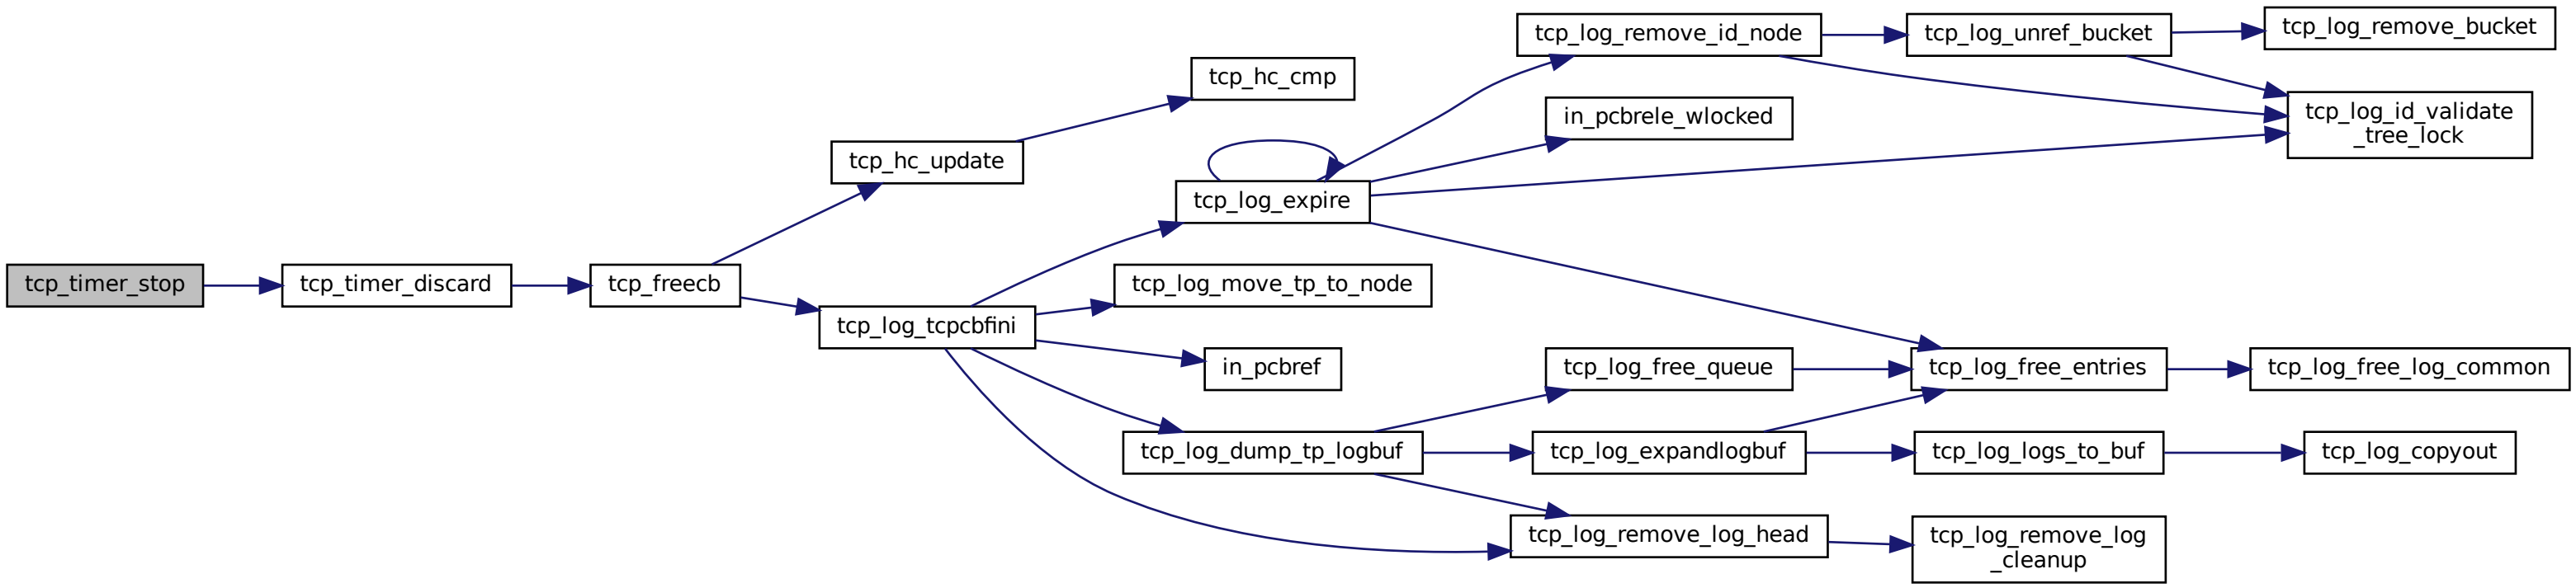 tcp_timer_stop
tcp_timer_discard
tcp_freecb
tcp_hc_update
tcp_hc_cmp
tcp_log_tcpcbfini
tcp_log_expire
tcp_log_move_tp_to_node
in_pcbref
tcp_log_dump_tp_logbuf
tcp_log_remove_id_node
in_pcbrele_wlocked
tcp_log_free_queue
tcp_log_expandlogbuf
tcp_log_remove_log_head
tcp_log_unref_bucket
tcp_log_free_entries
tcp_log_logs_to_buf
tcp_log_remove_log
_cleanup
tcp_log_remove_bucket
tcp_log_id_validate
_tree_lock
tcp_log_free_log_common
tcp_log_copyout